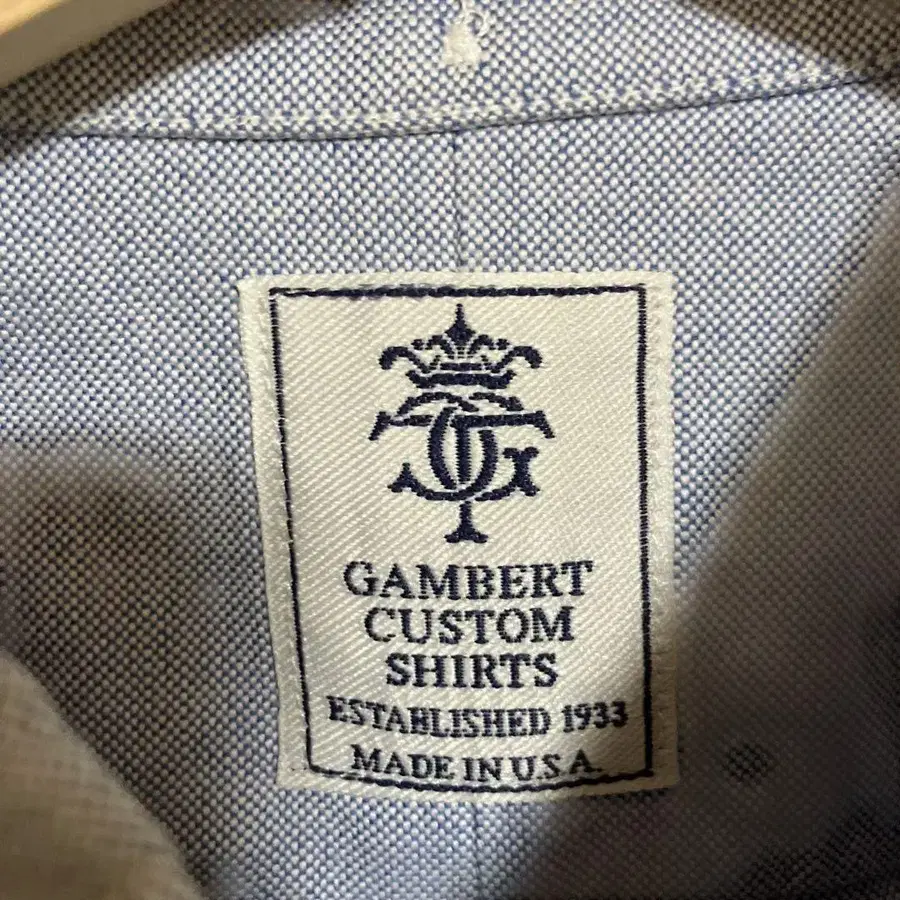 GAMBERT
CUSTOM
SHIRTS
ESTABLISHED 1933
MADE IN U.S.A.